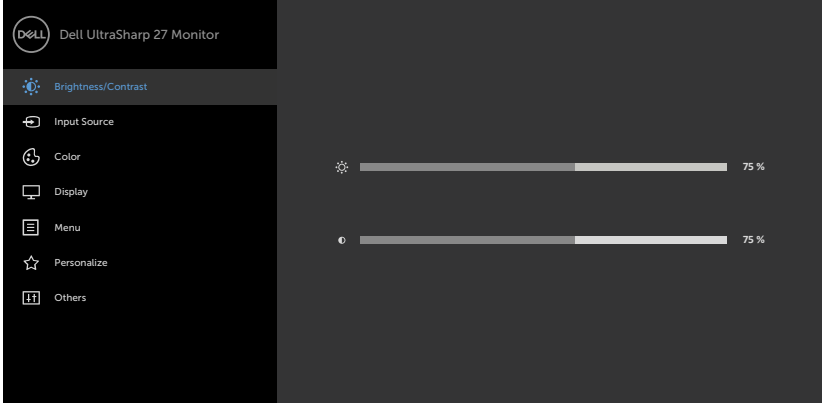 DELL
Dell UltraSharp 27 Monitor
Brightness/Contrast
Input Source
Color
Display
Menu
Personalize
Others
75 %
75 %